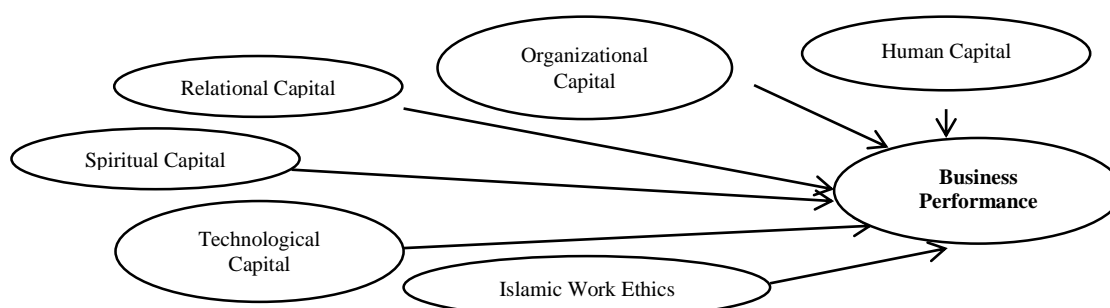 Human Capital
Organizational
Capital
Relational Capital
Spiritual Capital
Business
Performance
Technological
Capital
Islamic Work Ethics